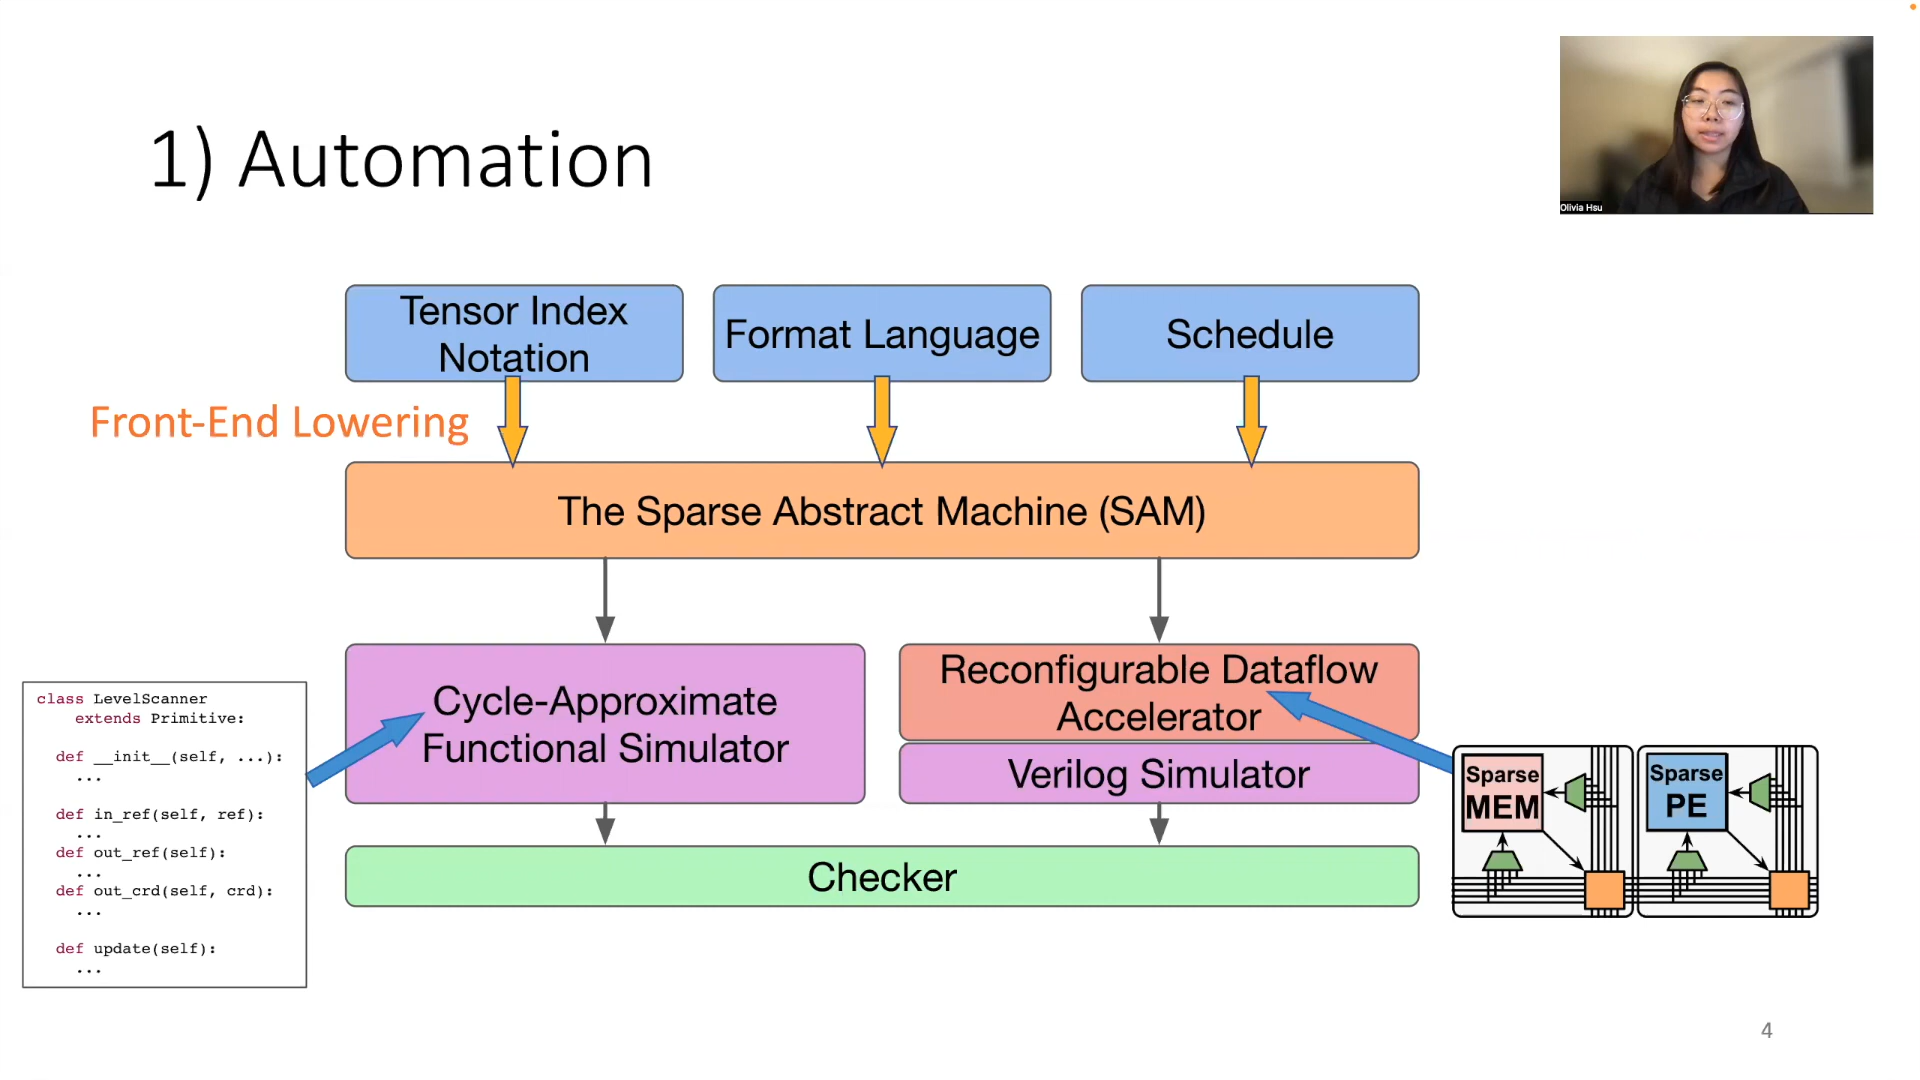 1) Automation
Olivia Hsu
Tensor Index
Notation
Format Language
Schedule
Front-End Lowering
The Sparse Abstract Machine (SAM)
Cycle-Approximate
Functional Simulator
Reconfigurable Dataflow
Accelerator
Verilog Simulator
Checker
class LevelScanner
extends Primitive:
def __init__(self, ...):
...
def in_ref(self, ref):
...
def out_ref(self):
...
def out_crd(self, crd):
...
def update(self):
...
Sparse
MEM
Sparse
PE
4